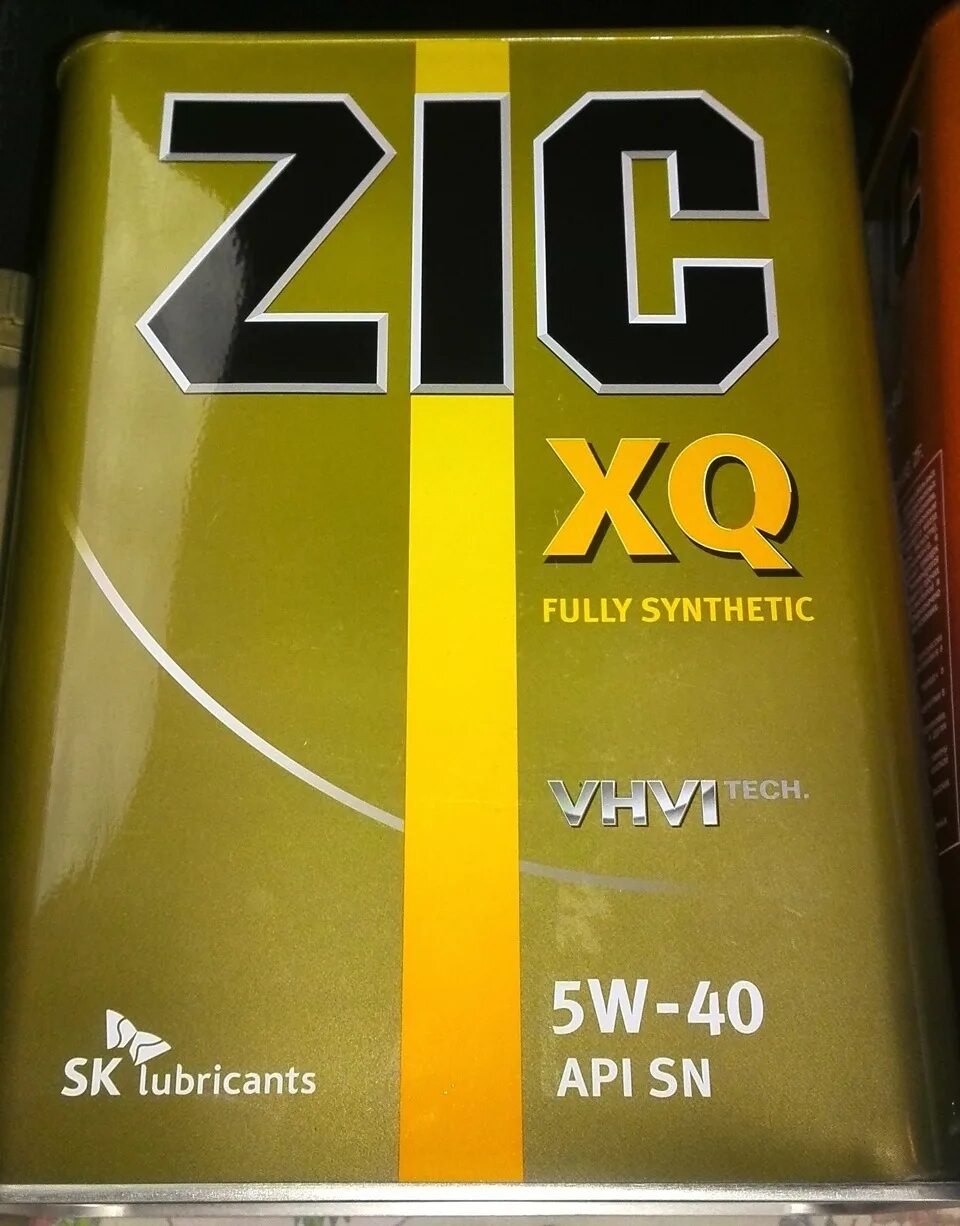 ZIC
XQ
FULLY SYNTHETIC
VHVI TECH.
5W-40
API SN
SK lubricants